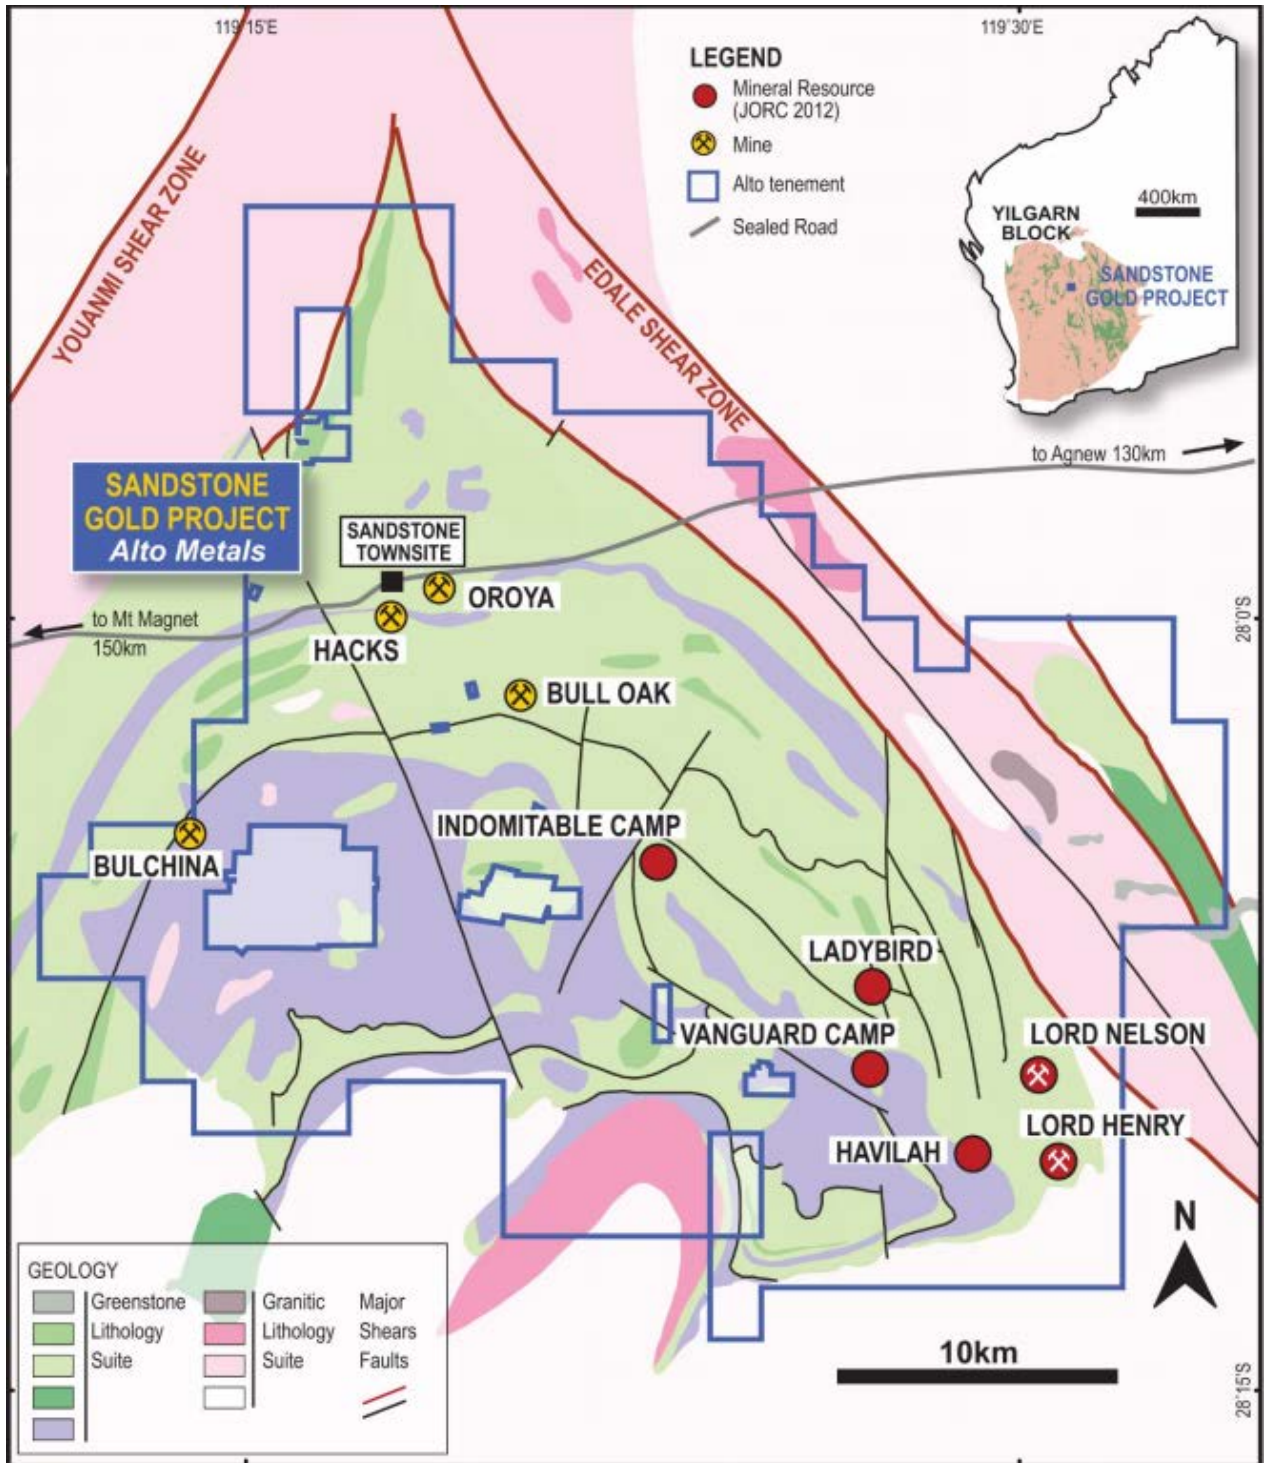 119°15'E
119°30'E
LEGEND
Mineral Resource
(JORC 2012)
Mine
Alto tenement
Sealed Road
400km
YILGARN
BLOCK
SANDSTONE
GOLD PROJECT
YOUANMI SHEAR ZONE
EDALE SHEAR ZONE
to Agnew 130km
SANDSTONE
GOLD PROJECT
Alto Metals
SANDSTONE
TOWNSITE
OROYA
to Mt Magnet
150km
HACKS
28°0'S
BULL OAK
INDOMITABLE CAMP
BULCHINA
LADYBIRD
VANGUARD CAMP
LORD NELSON
LORD HENRY
HAVILAH
N
GEOLOGY
Greenstone
Lithology
Suite
Granitic
Lithology
Suite
Major
Shears
Faults
10km
28°15'S